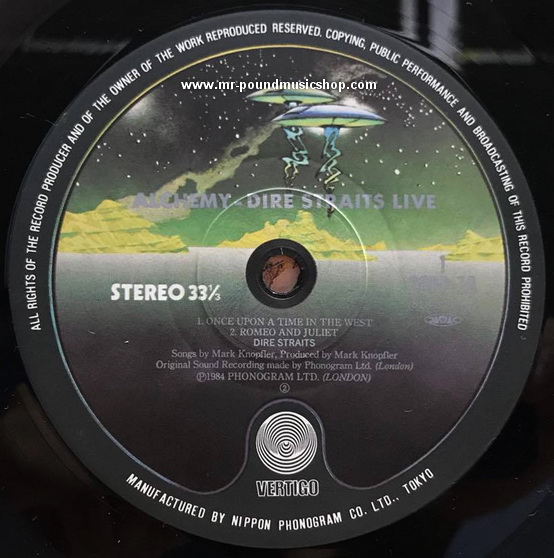 ALL RIGHTS OF THE RECORD PRODUCER AND OF THE OWNER OF THE WORK REPRODUCED RESERVED. COPYING, PUBLIC PERFORMANCE AND BROADCASTING OF THIS RECORD PROHIBITED
www.mr-poundmusicshop.com
ALCHEMY - DIRE STRAITS LIVE
STEREO 33⅓
1. ONCE UPON A TIME IN THE WEST
2. ROMEO AND JULIET
DIRE STRAITS
Songs by Mark Knopfler, Produced by Mark Knopfler
Original Sound Recording made by Phonogram Ltd. (London)
Ⓟ1984 PHONOGRAM LTD. (LONDON)
②
VERTIGO
MANUFACTURED BY NIPPON PHONOGRAM CO. LTD., TOKYO